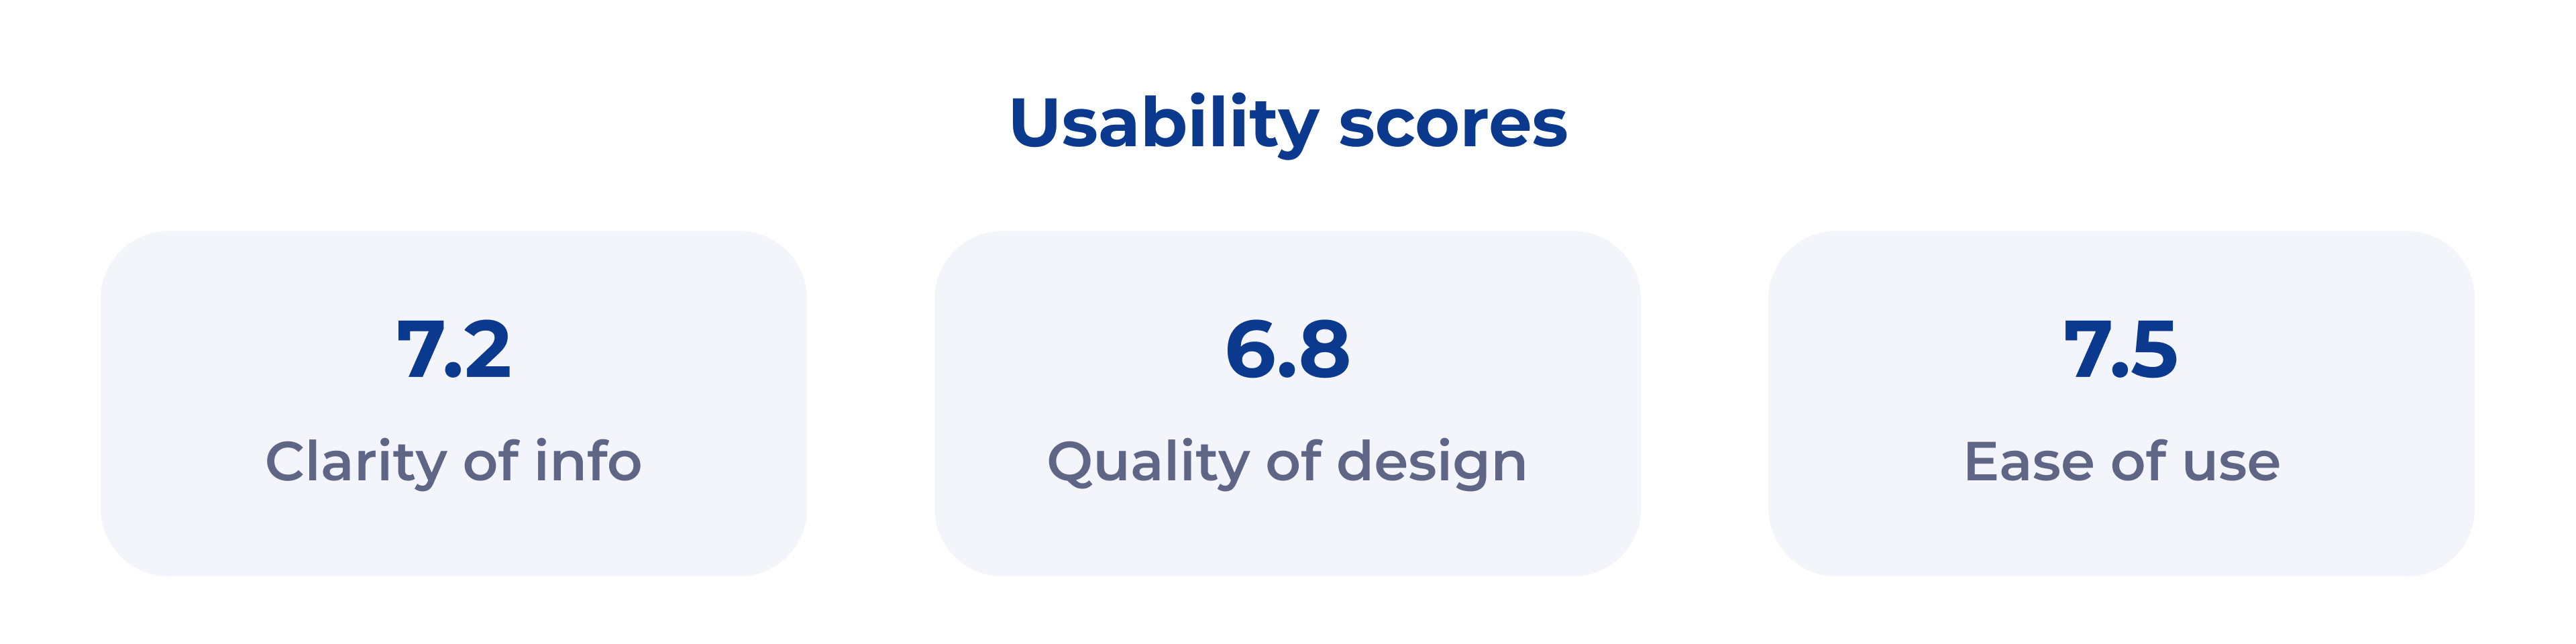 Usability scores
7.2
Clarity of info
6.8
Quality of design
7.5
Ease of use